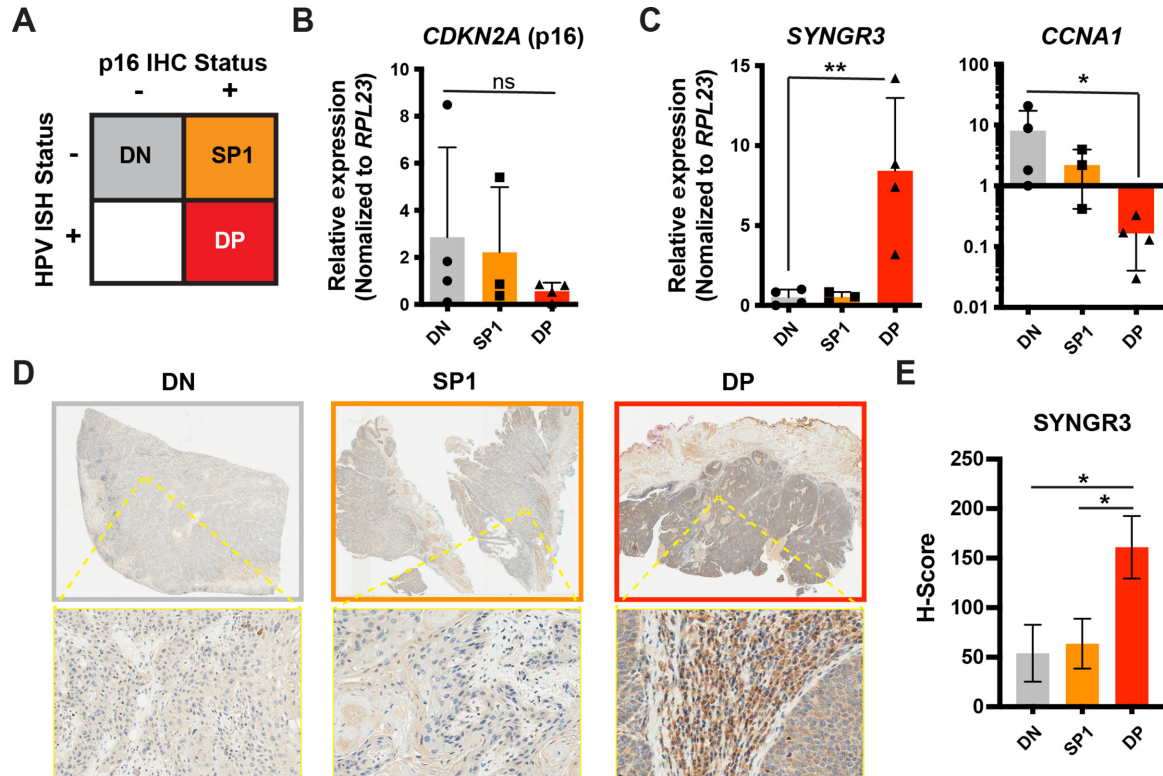 A
p16 IHC Status
- +
HPV ISH Status
-
+
DN
SP1
DP
B
CDKN2A (p16)
Relative expression
(Nomalized to RPL23)
10
8
6
4
2
0
ns
DN
SP1
DP
C
SYNGR3
Relative expression
(Nomalized to RPL23)
15
10
5
0
**
DN
SP1
DP
CCNA1
100
10
1
0.1
0.01
*
DN
SP1
DP
D
DN
SP1
DP
E
SYNGR3
H-Score
250
200
150
100
50
0
*
*
DN
SP1
DP